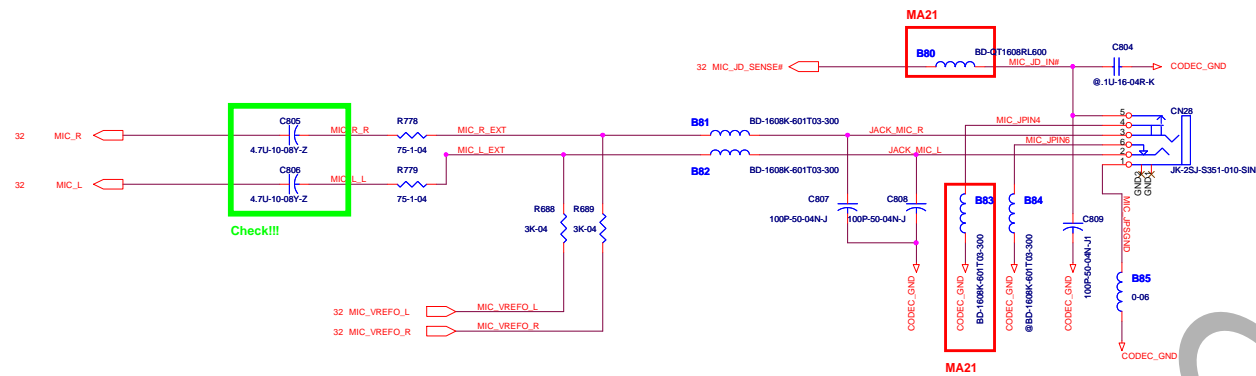 MA21
B80
BD-QT1608RL600
C804
32 MIC_JD_SENSE#
MIC_JD_IN#
CODEC_GND
@.1U-16-04R-K
CN28
C805
R778
B81
BD-1608K-601T03-300
MIC_JPIN4
5
4
32
MIC_R
MIC_R_R
MIC_R_EXT
JACK_MIC_R
3
4.7U-10-08Y-Z
75-1-04
MIC_JPIN6
6
MIC_L_EXT
JACK_MIC_L
2
C806
R779
B82
BD-1608K-601T03-300
1
JK-2SJ-S351-010-SIN
32
MIC_L
MIC_L_L
4.7U-10-08Y-Z
75-1-04
GND
GND
C807
C808
B83
B84
R688
R689
100P-50-04N-J
100P-50-04N-J
C809
MIC_JPSGND
Check!!!
3K-04
3K-04
BD-1608K-601T03-300
@BD-1608K-601T03-300
100P-50-04N-J1
B85
0-06
CODEC_GND
CODEC_GND
CODEC_GND
CODEC_GND
32 MIC_VREFO_L
MIC_VREFO_L
32 MIC_VREFO_R
MIC_VREFO_R
CODEC_GND
MA21